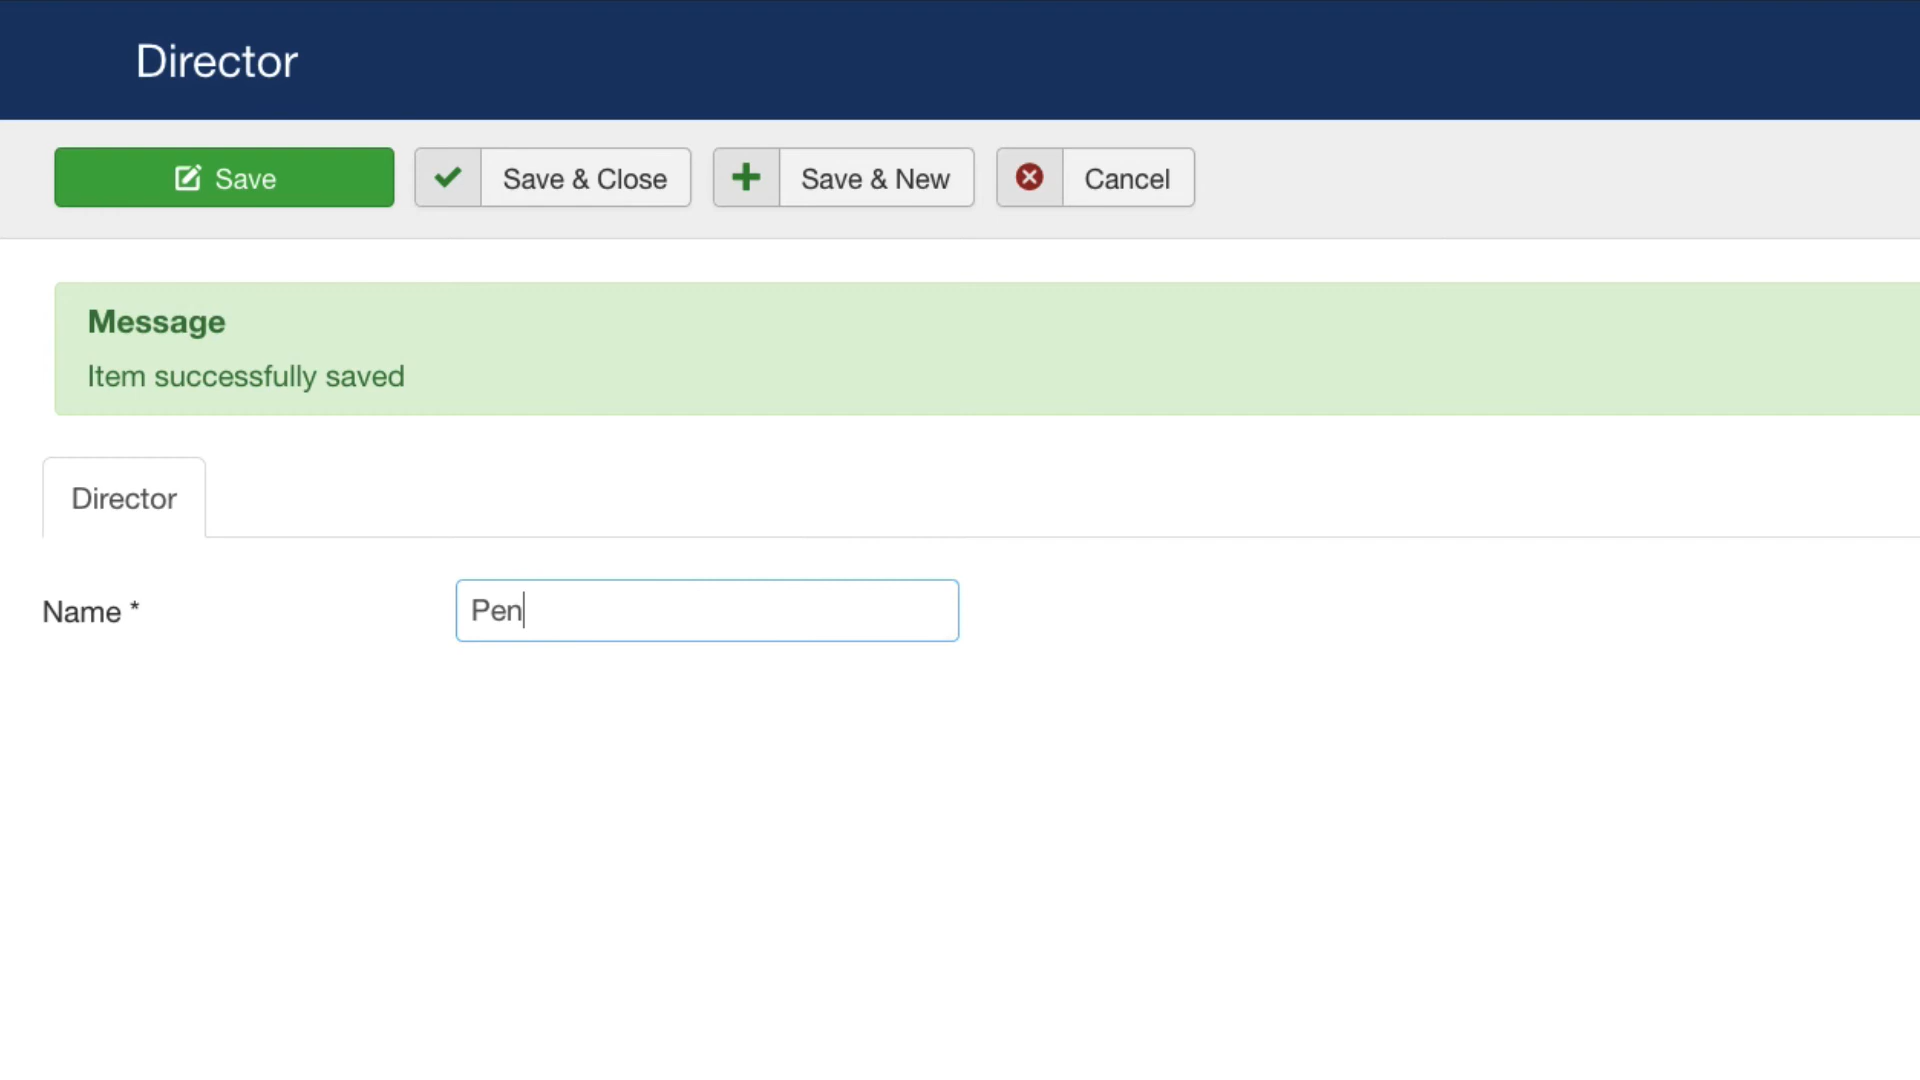 Director
Save Save & Close Save & New Cancel
Message
Item successfully saved
Director
Name * Pen